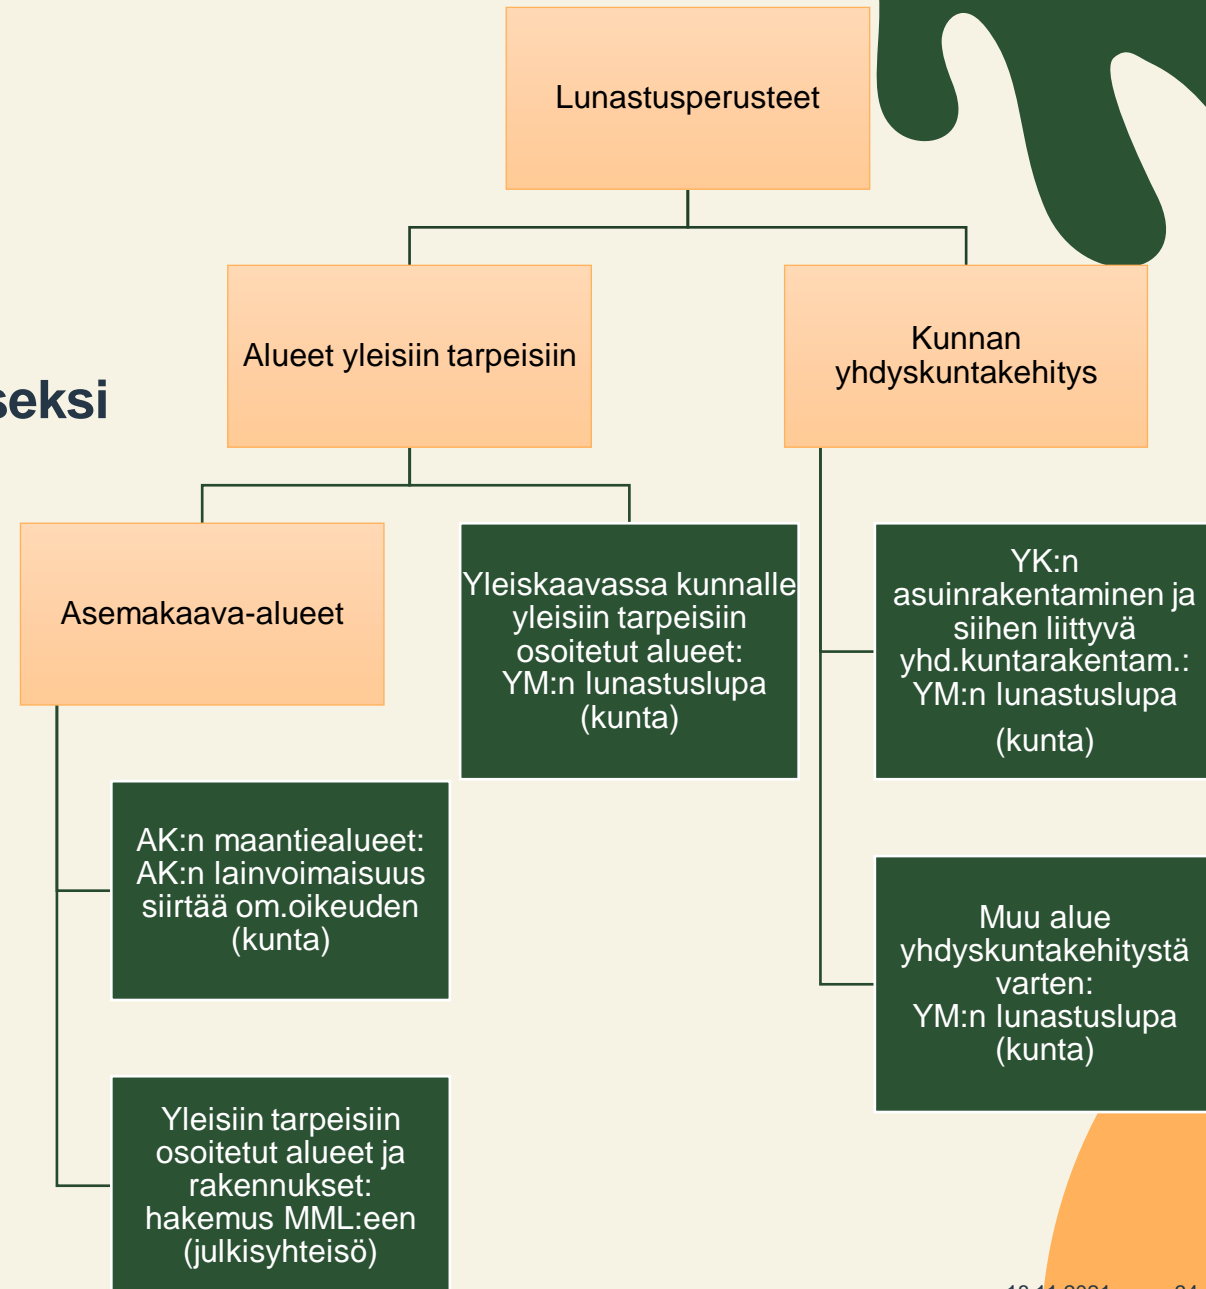 Lunastusperusteet
Alueet yleisiin tarpeisiin
Kunnan
yhdyskuntakehitys
Asemakaava-alueet
Yleiskaavassa kunnalle
yleisiin tarpeisiin
osoitetut alueet:
YM:n lunastuslupa
(kunta)
YK:n
asuinrakentaminen ja
siihen liittyvä
yhd.kuntarakentam.:
YM:n lunastuslupa
(kunta)
AK:n maantiealueet:
AK:n lainvoimaisuus
siirtää om.oikeuden
(kunta)
Muu alue
yhdyskuntakehitystä
varten:
YM:n lunastuslupa
(kunta)
Yleisiin tarpeisiin
osoitetut alueet ja
rakennukset:
hakemus MML:een
(julkisyhteisö)